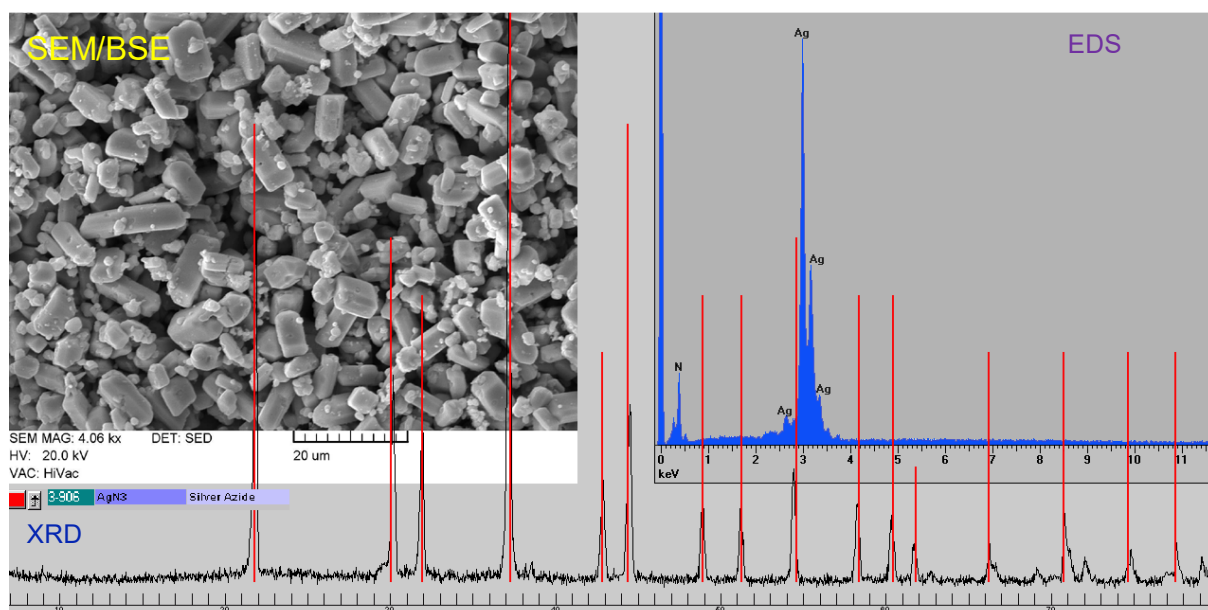 SEM/BSE
EDS
Ag
Ag
Ag
Ag
N
0 1 2 3 4 5 6 7 8 9 10 11
keV
SEM MAG: 4.06 kx DET: SED
HV: 20.0 kV
VAC: HiVac
20 um
3-906 AgN3 Silver Azide
XRD